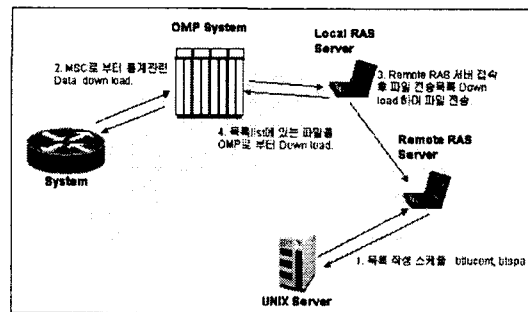 OMP System
Local RAS
Server
2. MSC로 부터 통계관련
Data down load.
3. Remote RAS 서버 접속
후 파일 전송목록 Down
load 하여 파일 전송.
4. 목록list에 있는 파일을
OMP로 부터 Down load.
Remote RAS
Server
System
1. 목록 작성 스케쥴 btlucent, btspa
UNIX Server